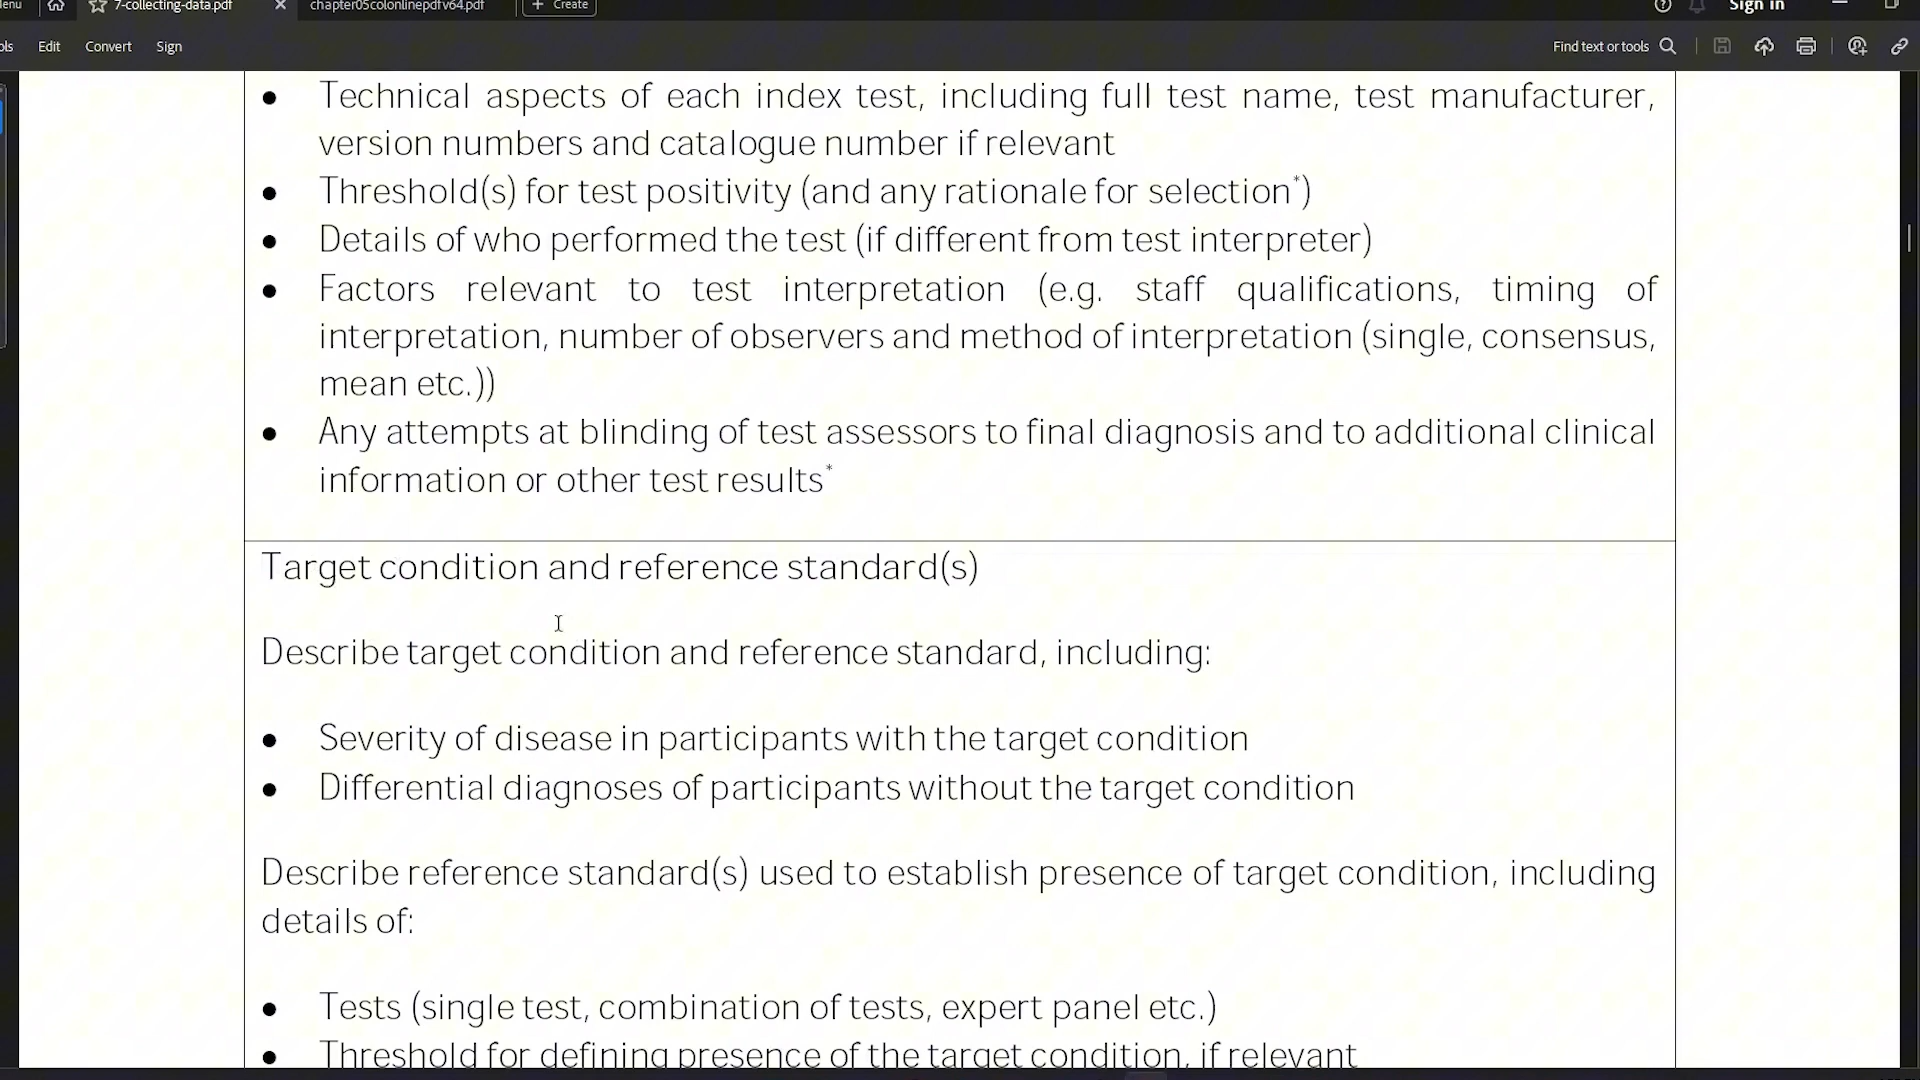 7-collecting-data.pdf
chapter05colonlinepdfv64.pdf
Create
Sign in
Edit
Convert
Sign
Find text or tools
• Technical aspects of each index test, including full test name, test manufacturer,
version numbers and catalogue number if relevant
• Threshold(s) for test positivity (and any rationale for selection*)
• Details of who performed the test (if different from test interpreter)
• Factors relevant to test interpretation (e.g. staff qualifications, timing of
interpretation, number of observers and method of interpretation (single, consensus,
mean etc.))
• Any attempts at blinding of test assessors to final diagnosis and to additional clinical
information or other test results*
Target condition and reference standard(s)
Describe target condition and reference standard, including:
• Severity of disease in participants with the target condition
• Differential diagnoses of participants without the target condition
Describe reference standard(s) used to establish presence of target condition, including
details of:
• Tests (single test, combination of tests, expert panel etc.)
• Threshold for defining presence of the target condition, if relevant